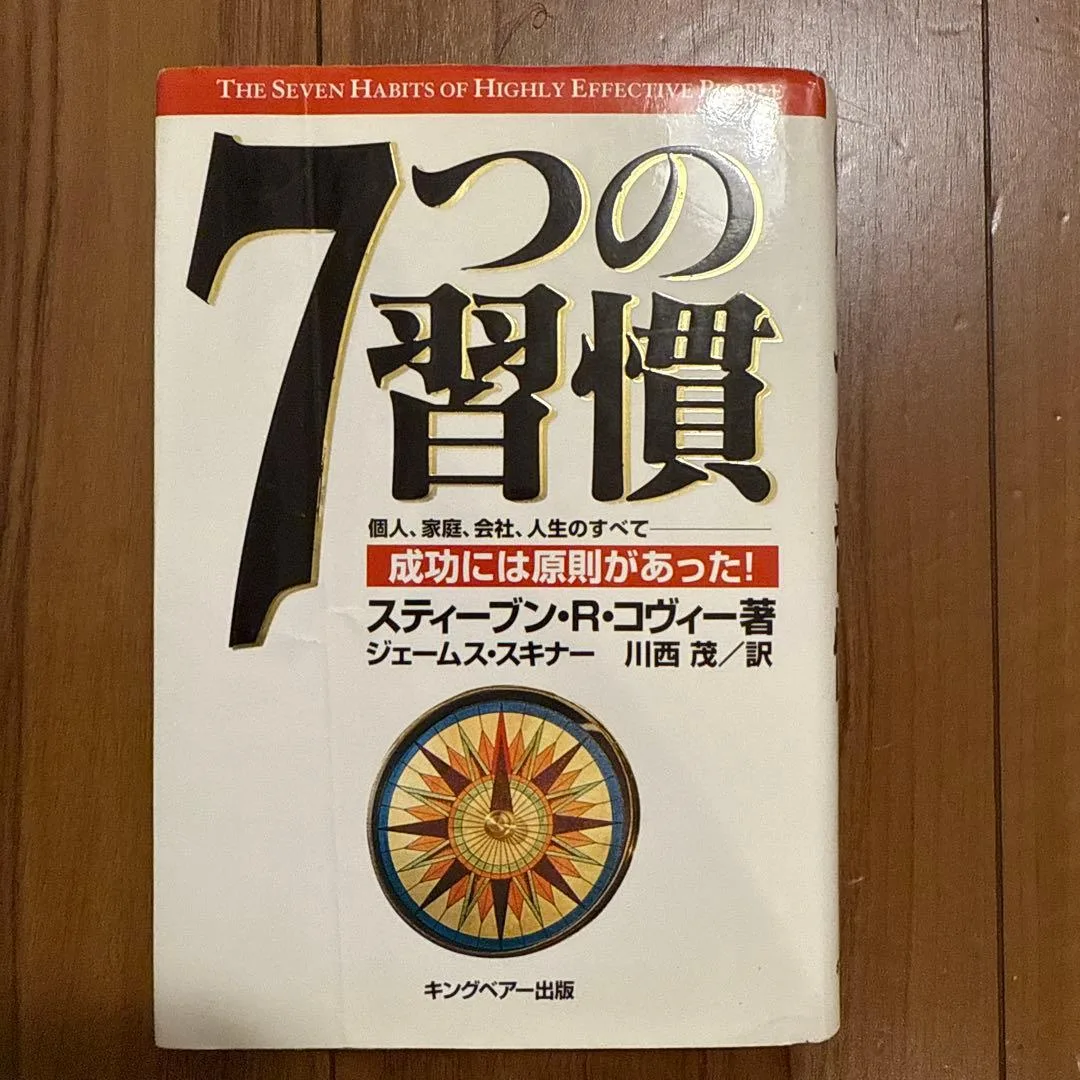 THE SEVEN HABITS OF HIGHLY EFFECTIVE PEOPLE
7つの
習慣
個人、家庭、会社、人生のすべて
成功には原則があった!
スティーブン・R・コヴィー著
ジェームス・スキナー 川西 茂/訳
キングベアー出版